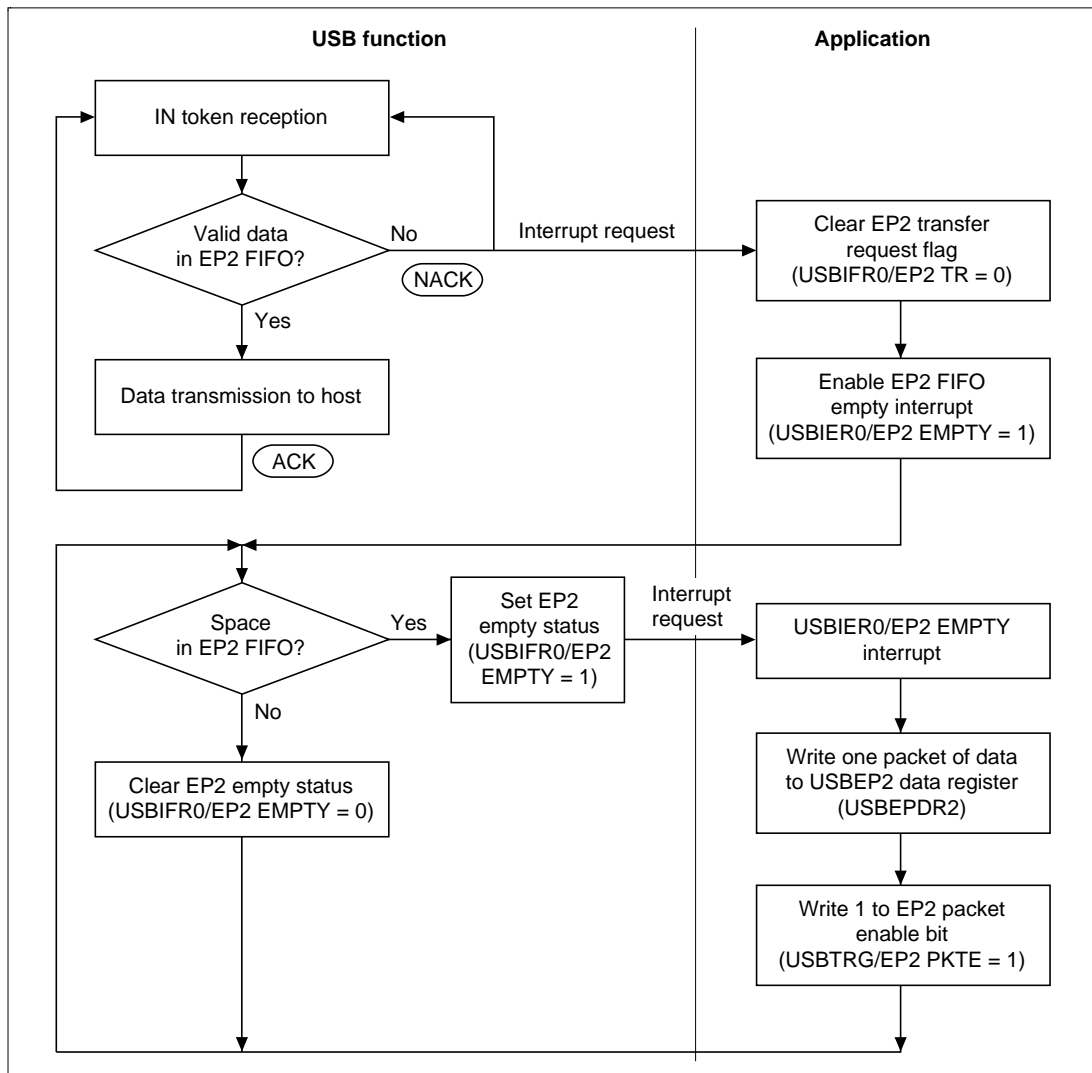 USB function
Application
IN token reception
Valid data
in EP2 FIFO?
No
NACK
Interrupt request
Clear EP2 transfer
request flag
(USBIFR0/EP2 TR = 0)
Yes
Data transmission to host
ACK
Enable EP2 FIFO
empty interrupt
(USBIER0/EP2 EMPTY = 1)
Space
in EP2 FIFO?
Yes
Set EP2
empty status
(USBIFR0/EP2
EMPTY = 1)
Interrupt
request
USBIER0/EP2 EMPTY
interrupt
No
Clear EP2 empty status
(USBIFR0/EP2 EMPTY = 0)
Write one packet of data
to USBEP2 data register
(USBEPDR2)
Write 1 to EP2 packet
enable bit
(USBTRG/EP2 PKTE = 1)